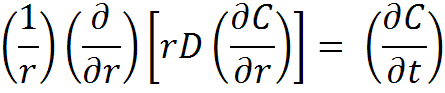 (1/r) (∂/∂r) [rD (∂C/∂r)] = (∂C/∂t)